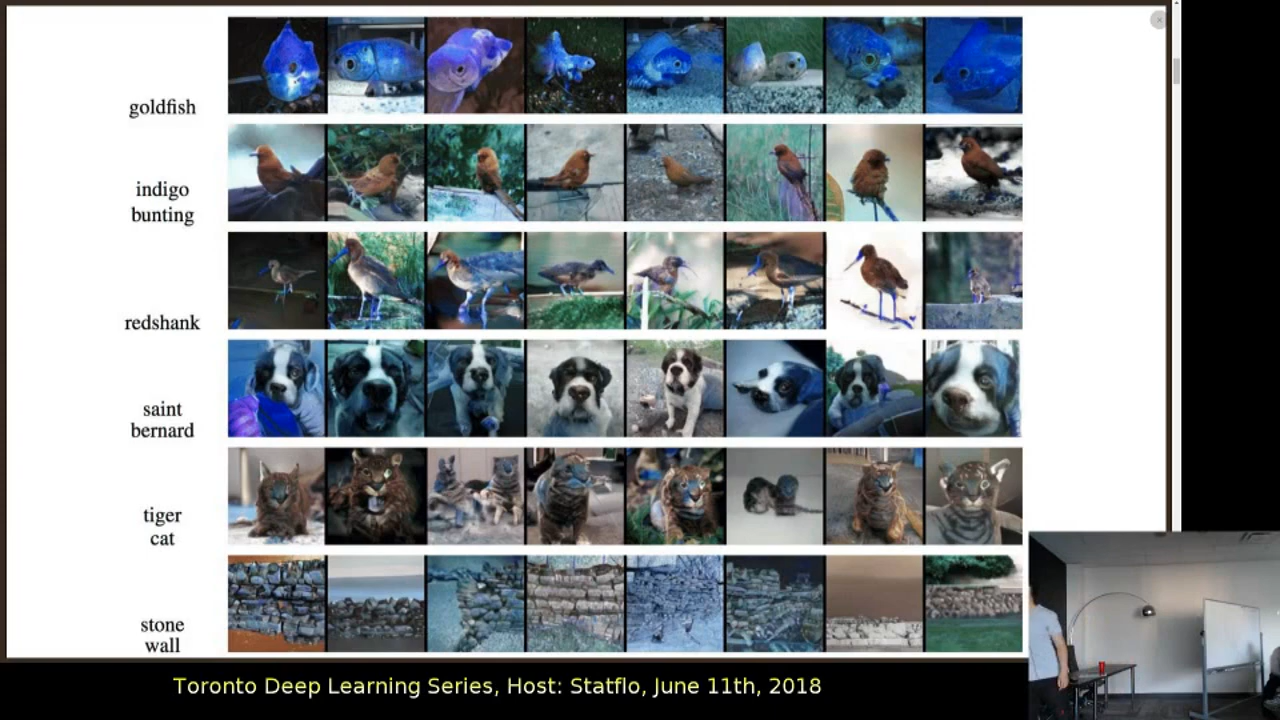 goldfish
indigo
bunting
redshank
saint
bernard
tiger
cat
stone
wall
Toronto Deep Learning Series, Host: Statflo, June 11th, 2018